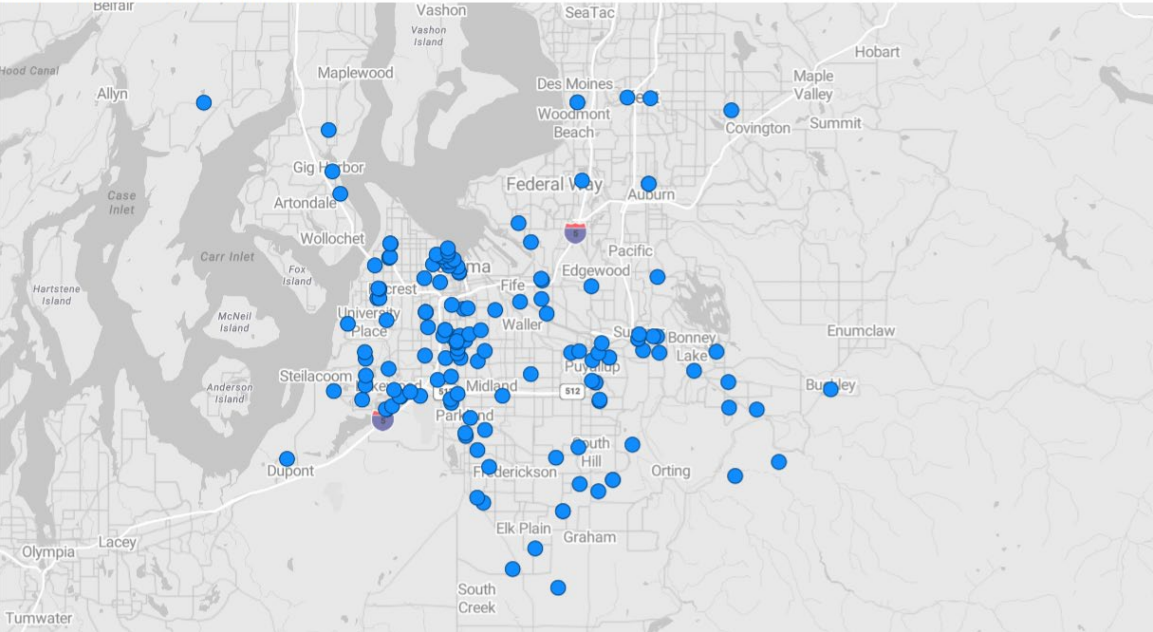 Belfair
Vashon
SeaTac
Vashon
Island
Hobart
Hood Canal
Maplewood
Maple
Valley
Des Moines
Allyn
Woodmont
Beach
Covington
Summit
Gig Harbor
Federal Way
Auburn
Case
Inlet
Artondale
Wollochet
Pacific
Carr Inlet
Fox
Island
Edgewood
Fife
Hartstene
Island
McNeil
Island
University
Place
Waller
Bonney
Lake
Enumclaw
Puyallup
Steilacoom
Anderson
Island
Midland
512
Buckley
Parkland
5
5
South
Hill
Dupont
Frederickson
Orting
Elk Plain
Graham
Lacey
Olympia
South
Creek
Tumwater